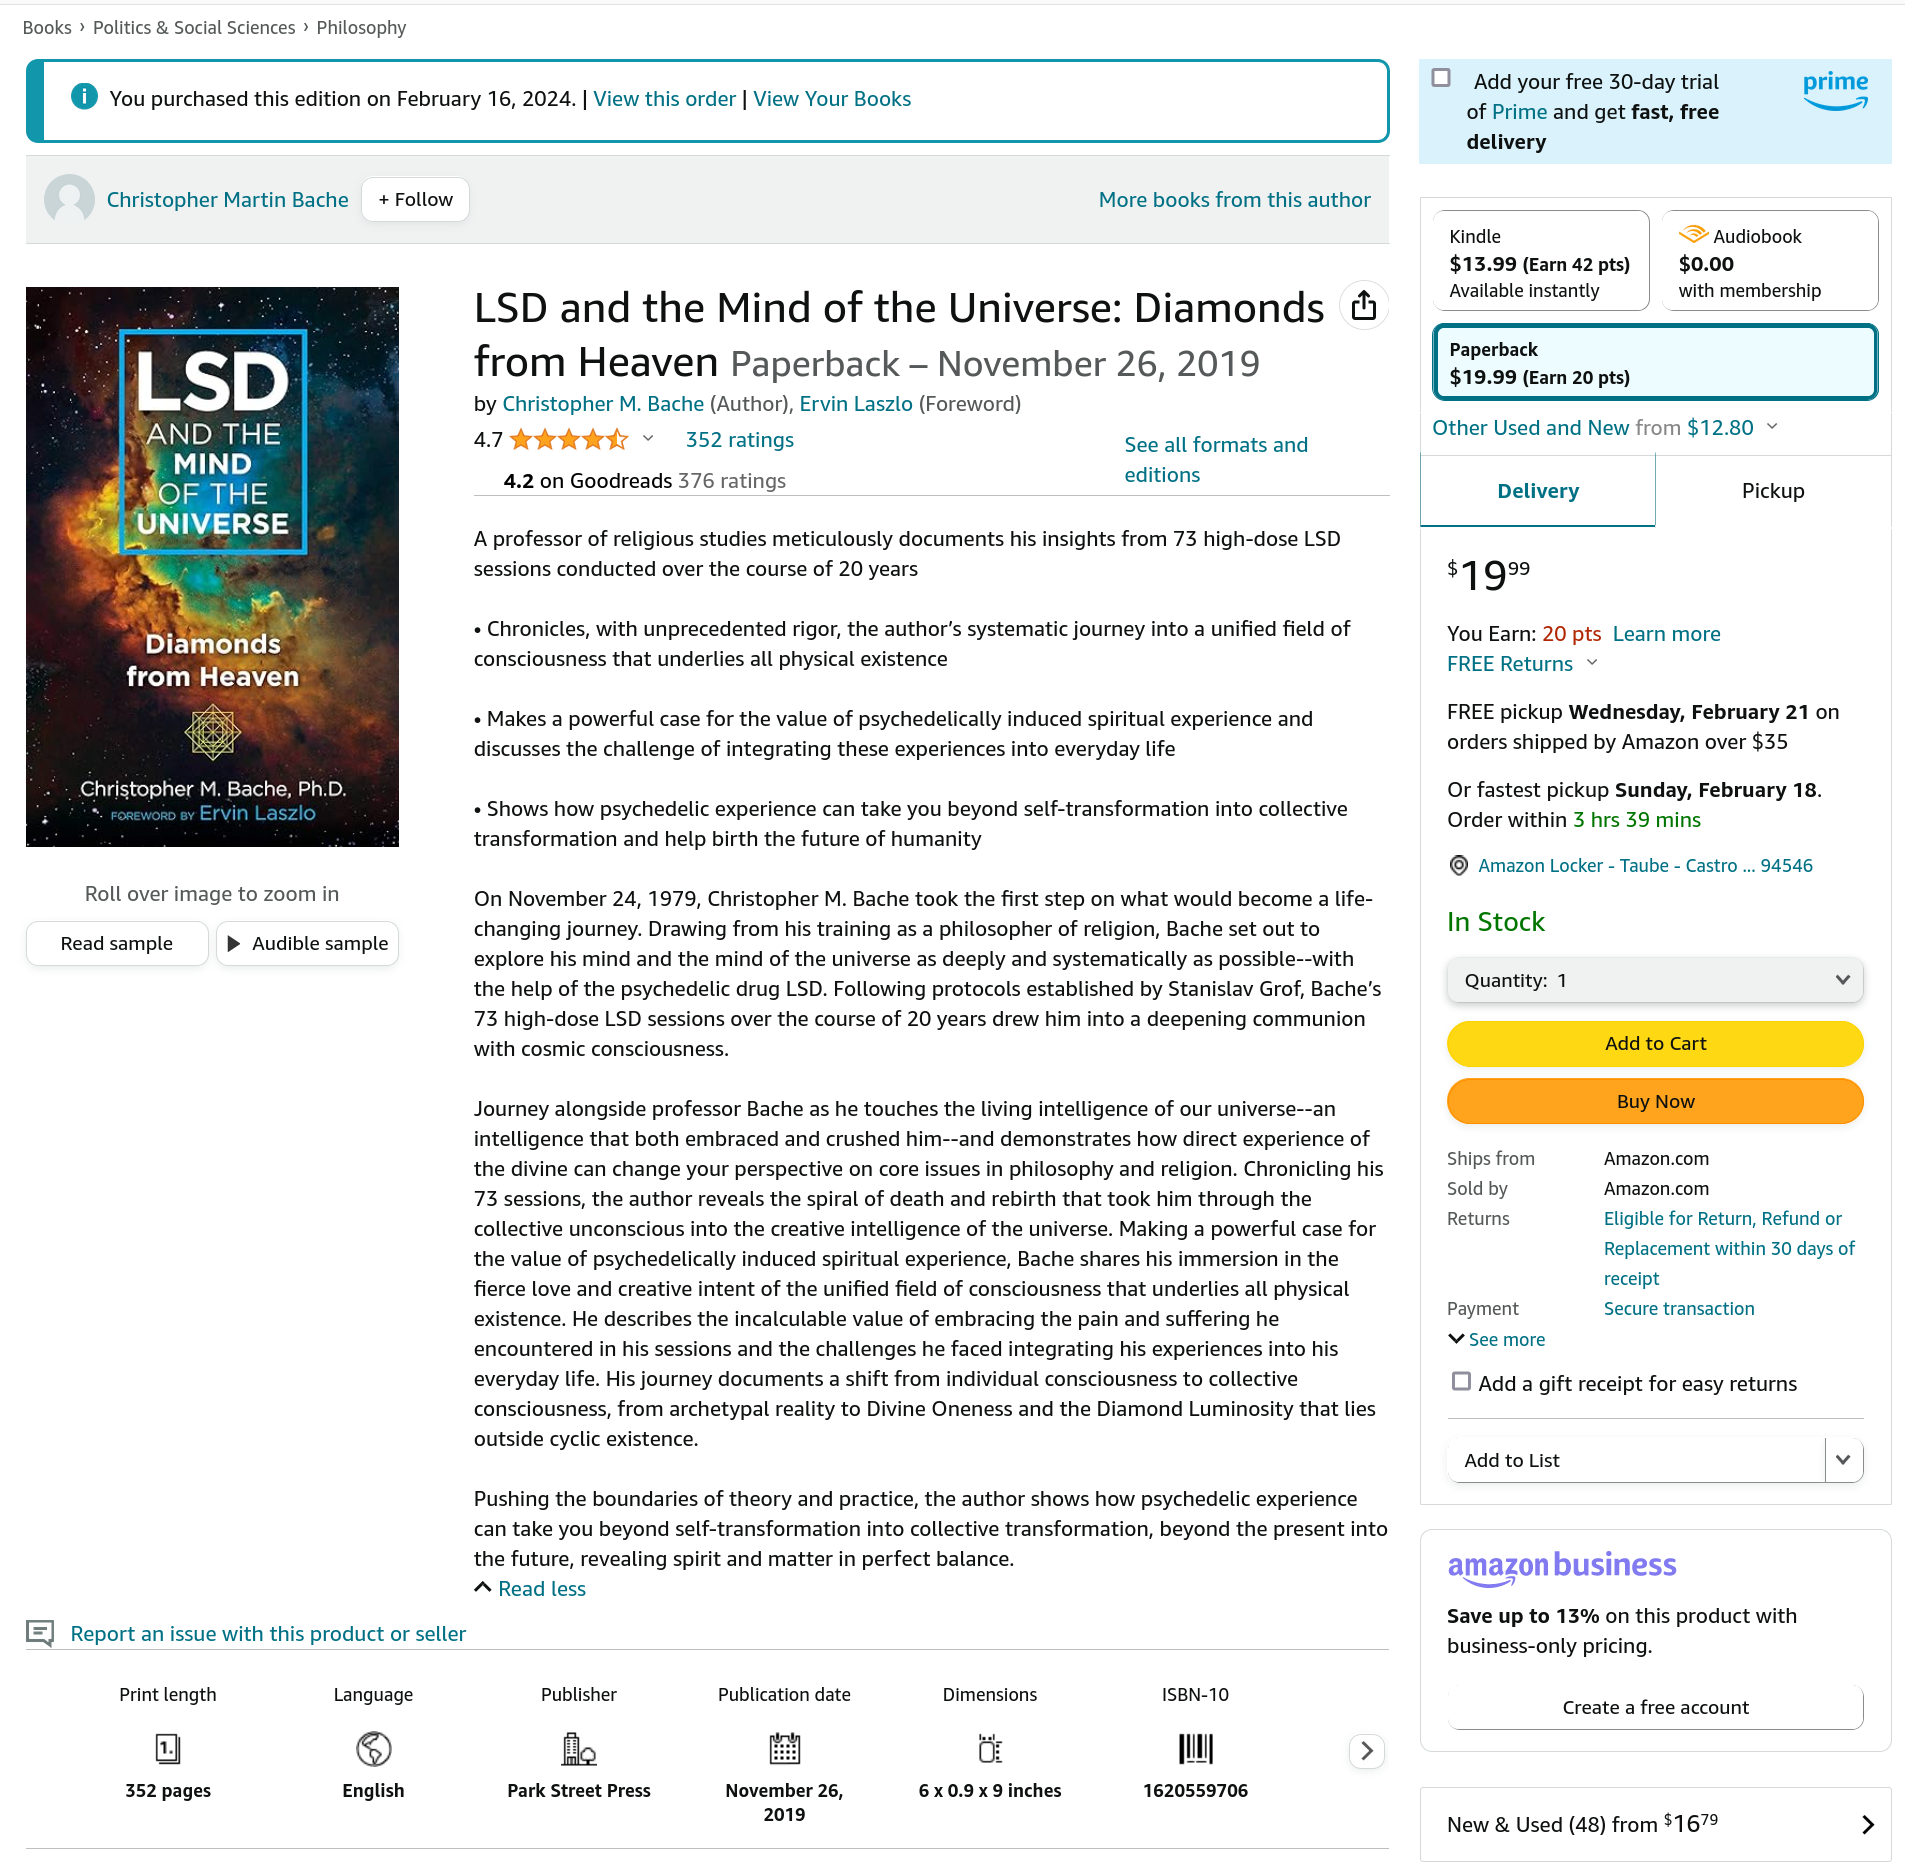 Books › Politics & Social Sciences › Philosophy
You purchased this edition on February 16, 2024. | View this order | View Your Books
Christopher Martin Bache + Follow More books from this author
LSD
AND THE
MIND
OF THE
UNIVERSE
Diamonds
from Heaven
Christopher M. Bache, Ph.D.
FOREWORD BY Ervin Laszlo
Roll over image to zoom in
Read sample Audible sample
LSD and the Mind of the Universe: Diamonds
from Heaven Paperback – November 26, 2019
by Christopher M. Bache (Author), Ervin Laszlo (Foreword)
4.7 352 ratings
4.2 on Goodreads 376 ratings
See all formats and
editions
A professor of religious studies meticulously documents his insights from 73 high-dose LSD
sessions conducted over the course of 20 years
• Chronicles, with unprecedented rigor, the author’s systematic journey into a unified field of
consciousness that underlies all physical existence
• Makes a powerful case for the value of psychedelically induced spiritual experience and
discusses the challenge of integrating these experiences into everyday life
• Shows how psychedelic experience can take you beyond self-transformation into collective
transformation and help birth the future of humanity
On November 24, 1979, Christopher M. Bache took the first step on what would become a life-
changing journey. Drawing from his training as a philosopher of religion, Bache set out to
explore his mind and the mind of the universe as deeply and systematically as possible--with
the help of the psychedelic drug LSD. Following protocols established by Stanislav Grof, Bache’s
73 high-dose LSD sessions over the course of 20 years drew him into a deepening communion
with cosmic consciousness.
Journey alongside professor Bache as he touches the living intelligence of our universe--an
intelligence that both embraced and crushed him--and demonstrates how direct experience of
the divine can change your perspective on core issues in philosophy and religion. Chronicling his
73 sessions, the author reveals the spiral of death and rebirth that took him through the
collective unconscious into the creative intelligence of the universe. Making a powerful case for
the value of psychedelically induced spiritual experience, Bache shares his immersion in the
fierce love and creative intent of the unified field of consciousness that underlies all physical
existence. He describes the incalculable value of embracing the pain and suffering he
encountered in his sessions and the challenges he faced integrating his experiences into his
everyday life. His journey documents a shift from individual consciousness to collective
consciousness, from archetypal reality to Divine Oneness and the Diamond Luminosity that lies
outside cyclic existence.
Pushing the boundaries of theory and practice, the author shows how psychedelic experience
can take you beyond self-transformation into collective transformation, beyond the present into
the future, revealing spirit and matter in perfect balance.
Read less
Report an issue with this product or seller
Print length Language Publisher Publication date Dimensions ISBN-10
1.
352 pages English Park Street Press November 26, 6 x 0.9 x 9 inches 1620559706
2019
Add your free 30-day trial
of Prime and get fast, free
delivery
prime
Kindle
$13.99 (Earn 42 pts)
Available instantly
Audiobook
$0.00
with membership
Paperback
$19.99 (Earn 20 pts)
Other Used and New from $12.80
Delivery Pickup
$19 99
You Earn: 20 pts Learn more
FREE Returns
FREE pickup Wednesday, February 21 on
orders shipped by Amazon over $35
Or fastest pickup Sunday, February 18.
Order within 3 hrs 39 mins
Amazon Locker - Taube - Castro ... 94546
In Stock
Quantity: 1
Add to Cart
Buy Now
Ships from Amazon.com
Sold by Amazon.com
Returns Eligible for Return, Refund or
Replacement within 30 days of
receipt
Payment Secure transaction
See more
Add a gift receipt for easy returns
Add to List
amazon business
Save up to 13% on this product with
business-only pricing.
Create a free account
New & Used (48) from $16 79